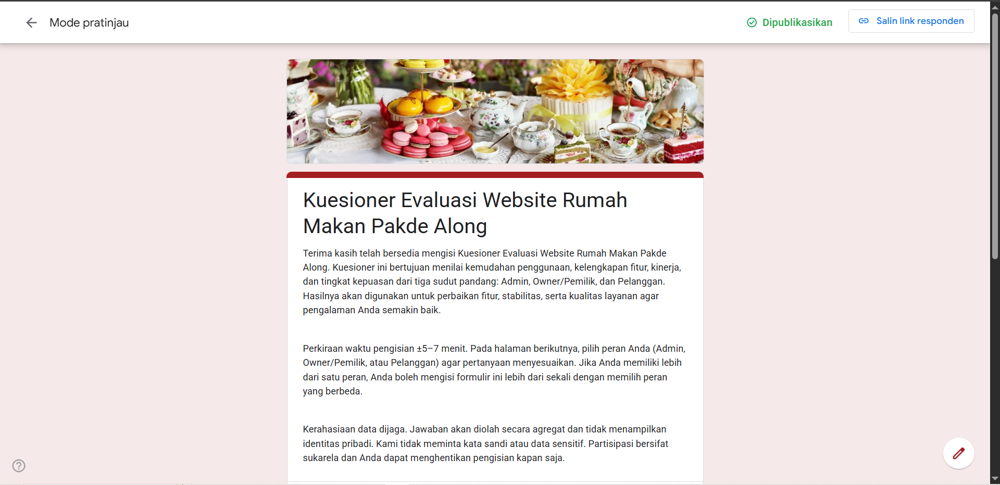 Mode pratinjau
Dipublikasikan
Salin link responden
Kuesioner Evaluasi Website Rumah
Makan Pakde Along
Terima kasih telah bersedia mengisi Kuesioner Evaluasi Website Rumah Makan Pakde
Along. Kuesioner ini bertujuan menilai kemudahan penggunaan, kelengkapan fitur, kinerja,
dan tingkat kepuasan dari tiga sudut pandang: Admin, Owner/Pemilik, dan Pelanggan.
Hasilnya akan digunakan untuk perbaikan fitur, stabilitas, serta kualitas layanan agar
pengalaman Anda semakin baik.
Perkiraan waktu pengisian ±5–7 menit. Pada halaman berikutnya, pilih peran Anda (Admin,
Owner/Pemilik, atau Pelanggan) agar pertanyaan menyesuaikan. Jika Anda memiliki lebih
dari satu peran, Anda boleh mengisi formulir ini lebih dari sekali dengan memilih peran
yang berbeda.
Kerahasiaan data dijaga. Jawaban akan diolah secara agregat dan tidak menampilkan
identitas pribadi. Kami tidak meminta kata sandi atau data sensitif. Partisipasi bersifat
sukarela dan Anda dapat menghentikan pengisian kapan saja.